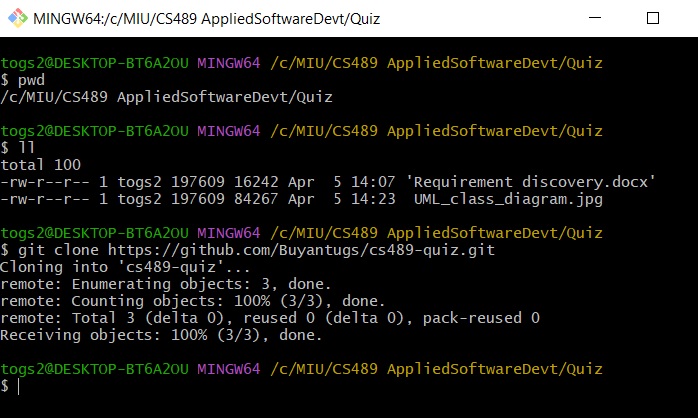 MINGW64:/c/MIU/CS489 AppliedSoftwareDevt/Quiz
togs2@DESKTOP-BT6A2OU MINGW64 /c/MIU/CS489 AppliedSoftwareDevt/Quiz
$ pwd
/c/MIU/CS489 AppliedSoftwareDevt/Quiz
togs2@DESKTOP-BT6A2OU MINGW64 /c/MIU/CS489 AppliedSoftwareDevt/Quiz
$ ll
total 100
-rw-r--r-- 1 togs2 197609 16242 Apr  5 14:07 'Requirement discovery.docx'
-rw-r--r-- 1 togs2 197609 84267 Apr  5 14:23  UML_class_diagram.jpg
togs2@DESKTOP-BT6A2OU MINGW64 /c/MIU/CS489 AppliedSoftwareDevt/Quiz
$ git clone https://github.com/Buyantugs/cs489-quiz.git
Cloning into 'cs489-quiz'...
remote: Enumerating objects: 3, done.
remote: Counting objects: 100% (3/3), done.
remote: Total 3 (delta 0), reused 0 (delta 0), pack-reused 0
Receiving objects: 100% (3/3), done.
togs2@DESKTOP-BT6A2OU MINGW64 /c/MIU/CS489 AppliedSoftwareDevt/Quiz
$